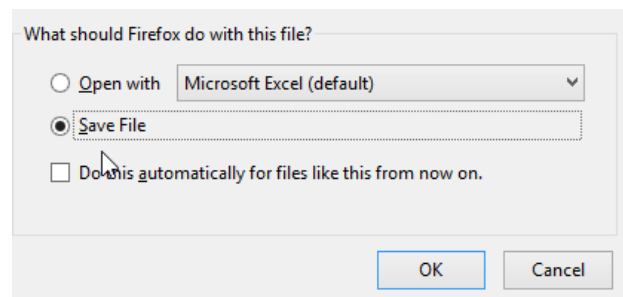 What should Firefox do with this file?
Open with Microsoft Excel (default)
Save File
Do this automatically for files like this from now on.
OK Cancel